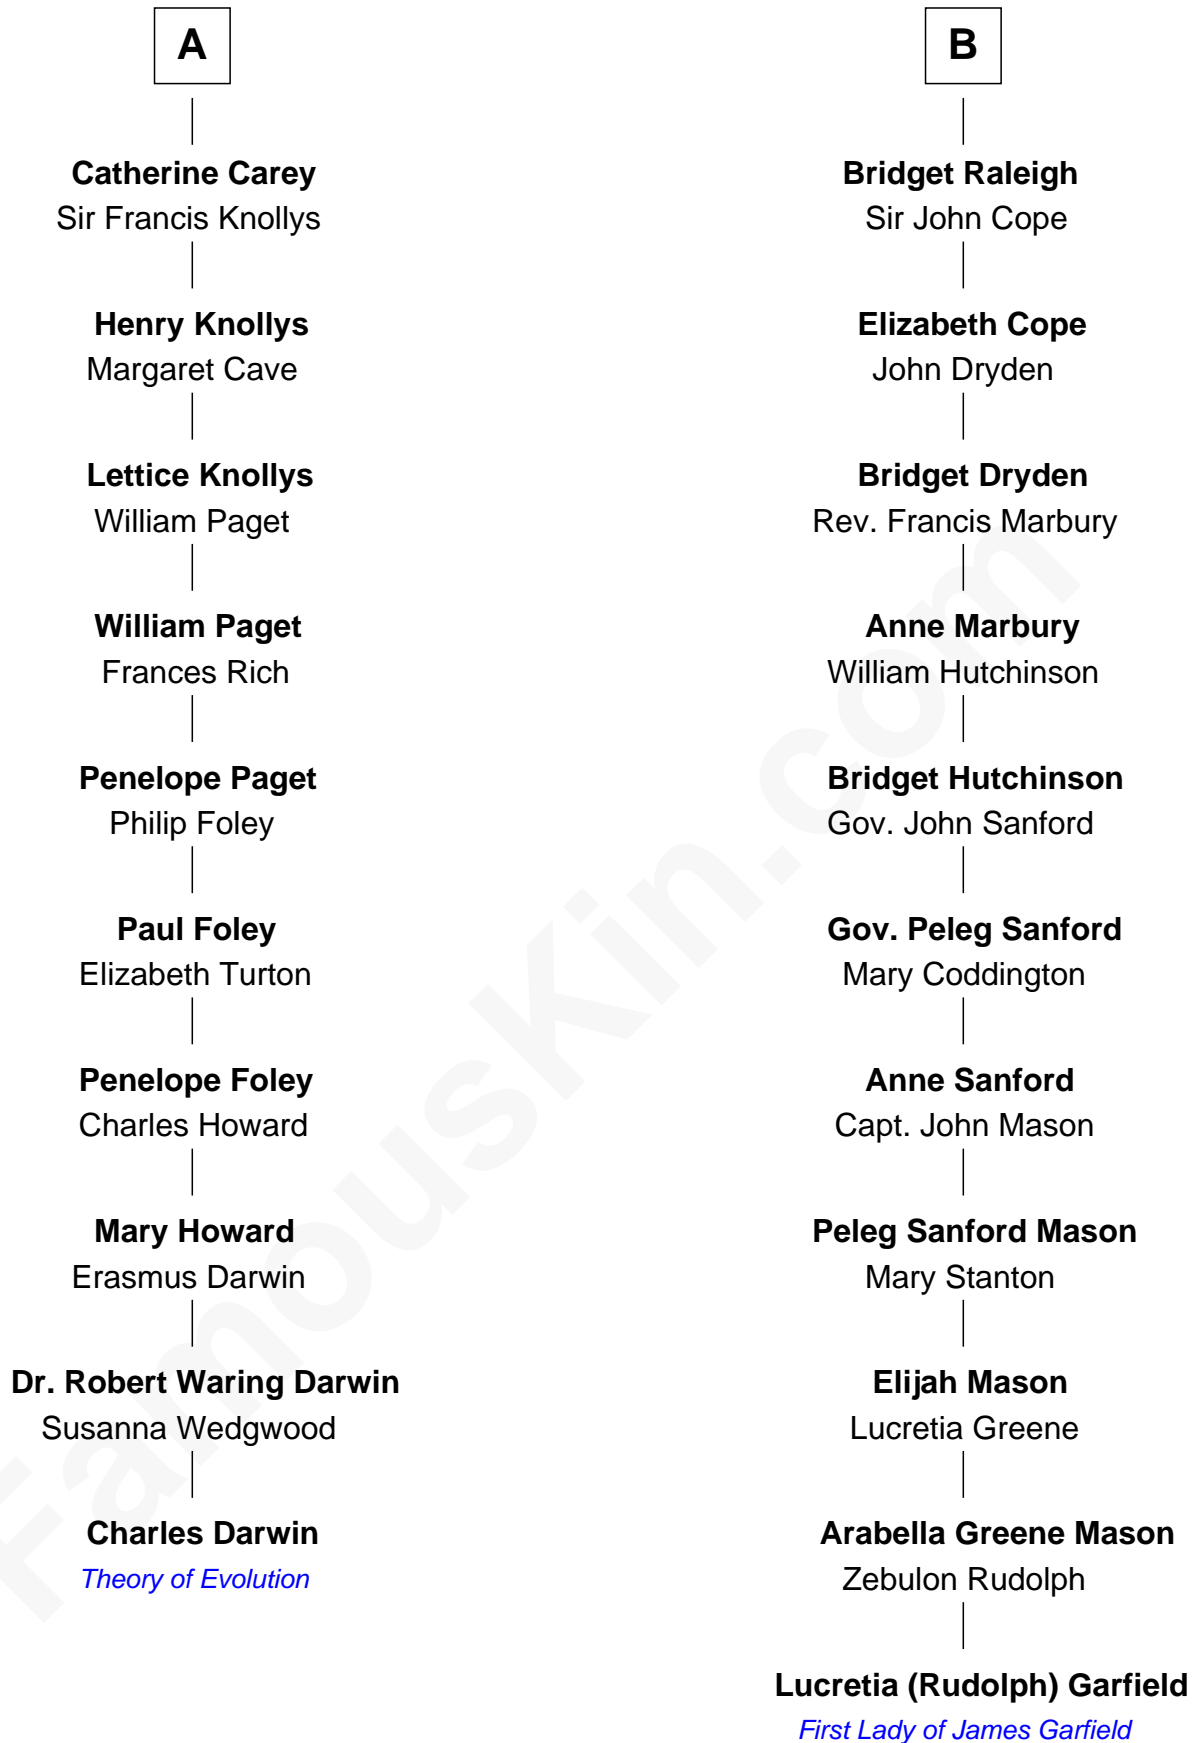 A
Catherine Carey
Sir Francis Knollys
Henry Knollys
Margaret Cave
Lettice Knollys
William Paget
William Paget
Frances Rich
Penelope Paget
Philip Foley
Paul Foley
Elizabeth Turton
Penelope Foley
Charles Howard
Mary Howard
Erasmus Darwin
Dr. Robert Waring Darwin
Susanna Wedgwood
Charles Darwin
Theory of Evolution
B
Bridget Raleigh
Sir John Cope
Elizabeth Cope
John Dryden
Bridget Dryden
Rev. Francis Marbury
Anne Marbury
William Hutchinson
Bridget Hutchinson
Gov. John Sanford
Gov. Peleg Sanford
Mary Coddington
Anne Sanford
Capt. John Mason
Peleg Sanford Mason
Mary Stanton
Elijah Mason
Lucretia Greene
Arabella Greene Mason
Zebulon Rudolph
Lucretia (Rudolph) Garfield
First Lady of James Garfield
FamousKin.com